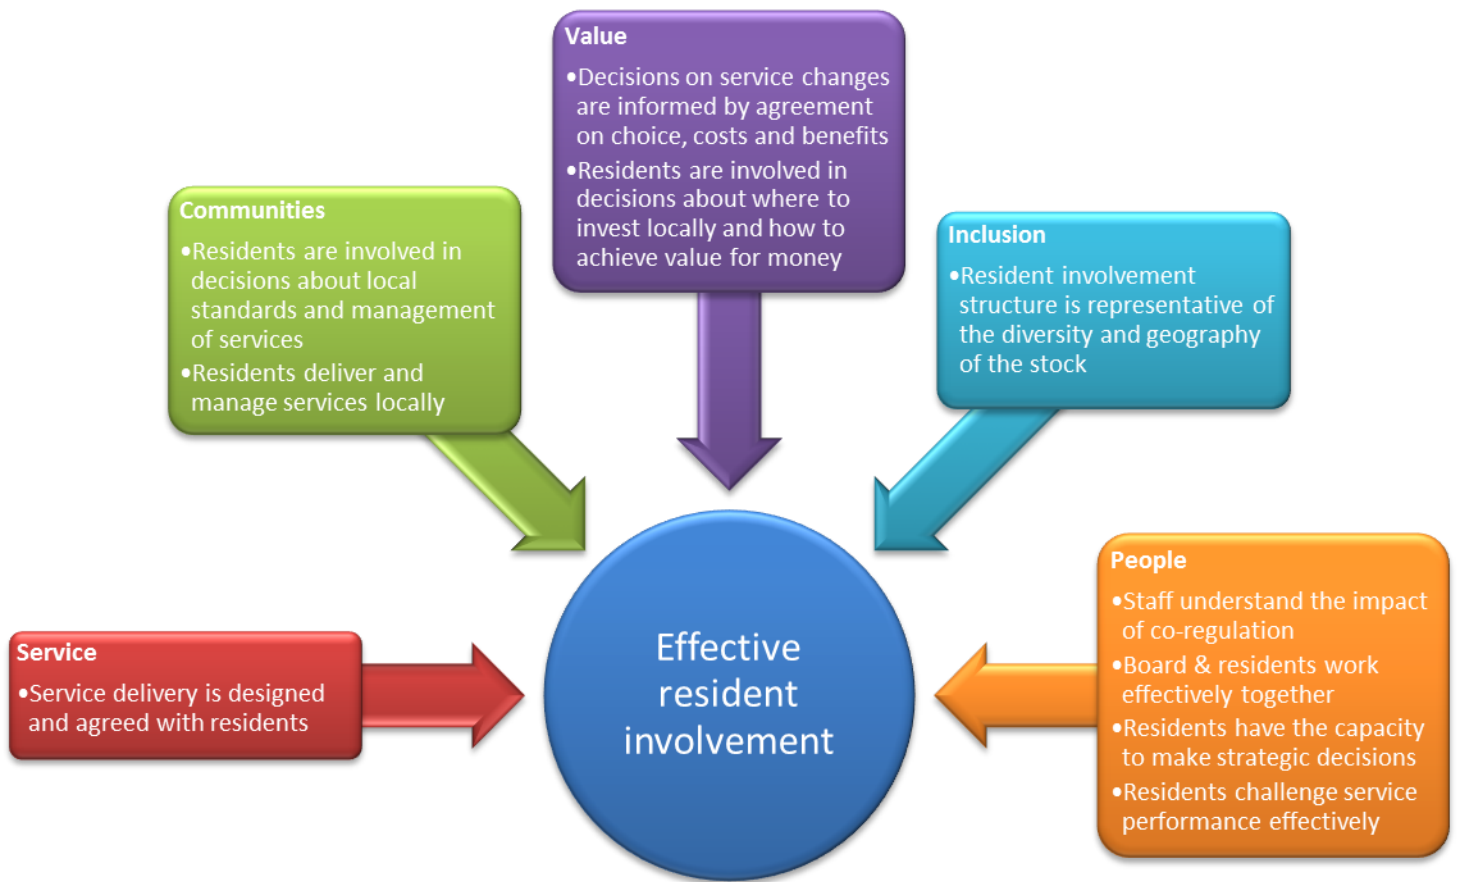 Value
•Decisions on service changes
are informed by agreement
on choice, costs and benefits
•Residents are involved in
decisions about where to
invest locally and how to
achieve value for money
Communities
•Residents are involved in
decisions about local
standards and management
of services
•Residents deliver and
manage services locally
Inclusion
•Resident involvement
structure is representative of
the diversity and geography
of the stock
People
•Staff understand the impact
of co-regulation
•Board & residents work
effectively together
•Residents have the capacity
to make strategic decisions
•Residents challenge service
performance effectively
Service
•Service delivery is designed
and agreed with residents
Effective
resident
involvement